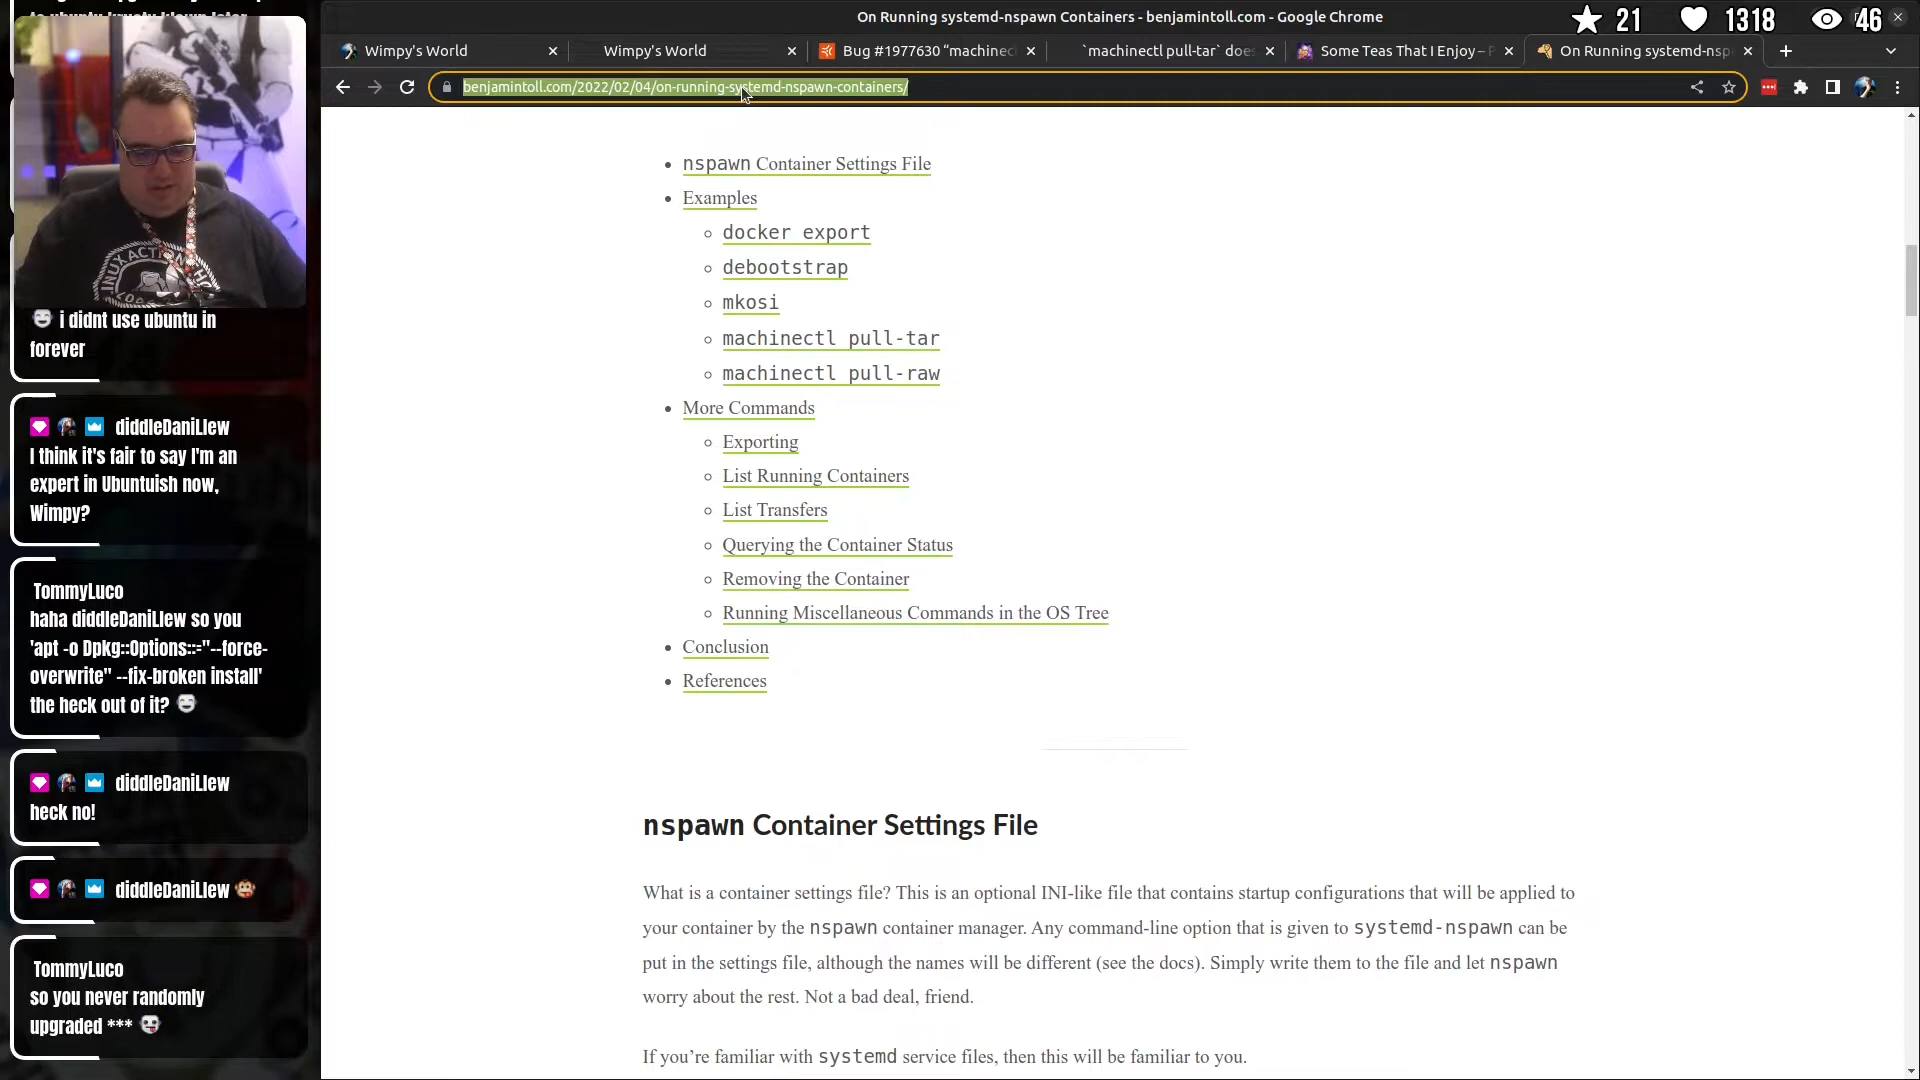 On Running systemd-nspawn Containers - benjamintoll.com - Google Chrome
21
1318
46
Wimpy's World
Wimpy's World
Bug #1977630 “machinec
`machinectl pull-tar` does
Some Teas That I Enjoy – P
On Running systemd-nsp
benjamintoll.com/2022/02/04/on-running-systemd-nspawn-containers/
i didnt use ubuntu in
forever
diddleDaniLlew
I think it's fair to say I'm an
expert in Ubuntuish now,
Wimpy?
TommyLuco
haha diddleDaniLlew so you
'apt -o Dpkg::Options::="--force-
overwrite" --fix-broken install'
the heck out of it?
diddleDaniLlew
heck no!
diddleDaniLlew
TommyLuco
so you never randomly
upgraded ***
nspawn Container Settings File
Examples
docker export
debootstrap
mkosi
machinectl pull-tar
machinectl pull-raw
More Commands
Exporting
List Running Containers
List Transfers
Querying the Container Status
Removing the Container
Running Miscellaneous Commands in the OS Tree
Conclusion
References
nspawn Container Settings File
What is a container settings file? This is an optional INI-like file that contains startup configurations that will be applied to
your container by the nspawn container manager. Any command-line option that is given to systemd-nspawn can be
put in the settings file, although the names will be different (see the docs). Simply write them to the file and let nspawn
worry about the rest. Not a bad deal, friend.
If you’re familiar with systemd service files, then this will be familiar to you.